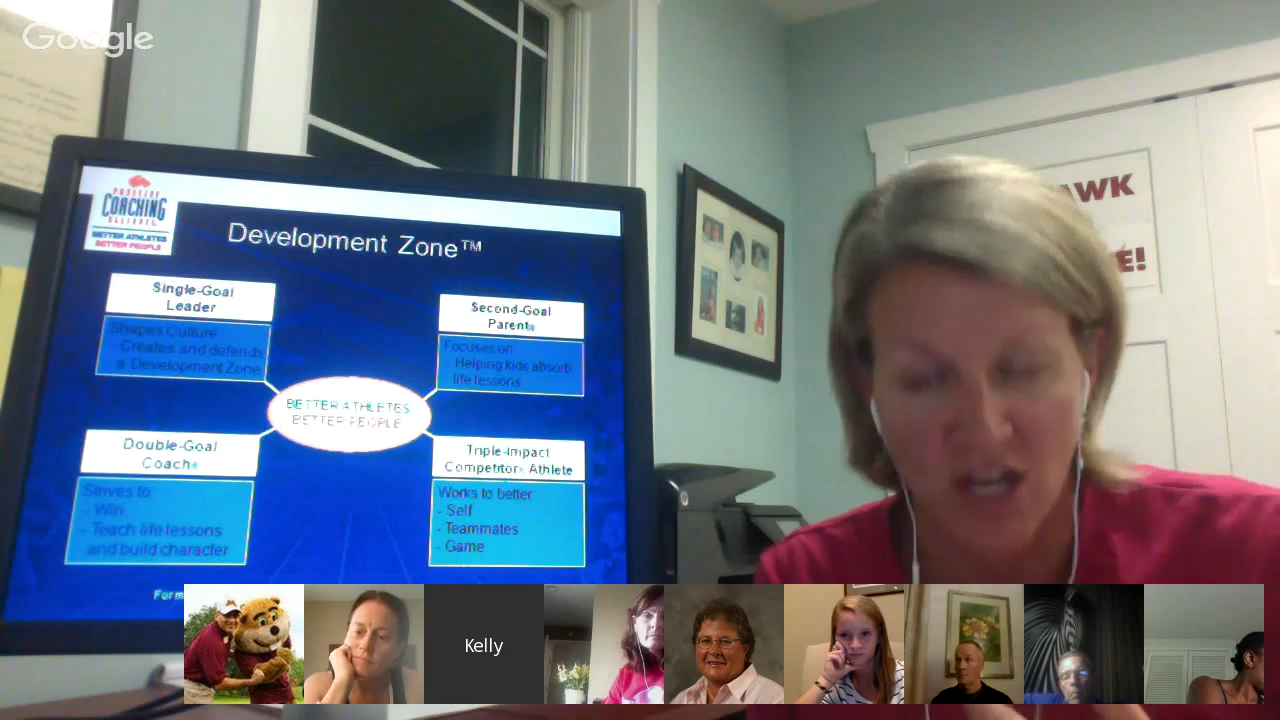 Google
POSITIVE
COACHING
ALLIANCE
BETTER ATHLETES
BETTER PEOPLE
Development Zone™
Single-Goal
Leader
Shapes Culture
Creates and defends
a Development Zone
Second-Goal
Parent®
Focuses on
Helping kids absorb
life lessons
BETTER ATHLETES
BETTER PEOPLE
Double-Goal
Coach®
Strives to:
- Win
- Teach life lessons
and build character
Triple-Impact
Competitor® Athlete
Works to better
- Self
- Teammates
- Game
AWK
E!
Kelly